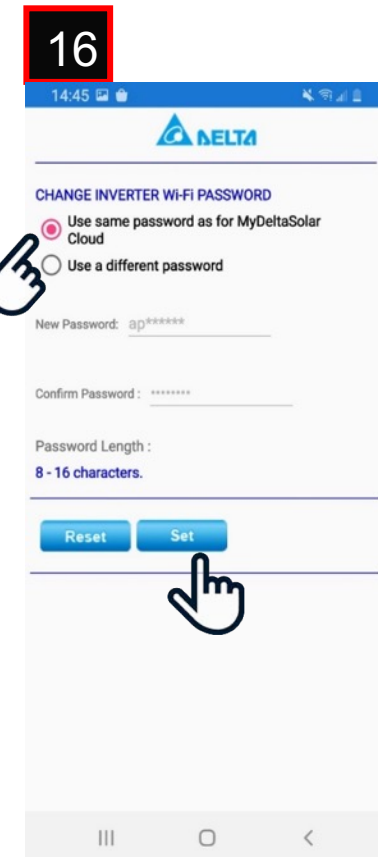 16
14:45
DELTA
CHANGE INVERTER Wi-Fi PASSWORD
Use same password as for MyDeltaSolar
Cloud
Use a different password
New Password: ap******
Confirm Password : ········
Password Length :
8 - 16 characters.
Reset Set